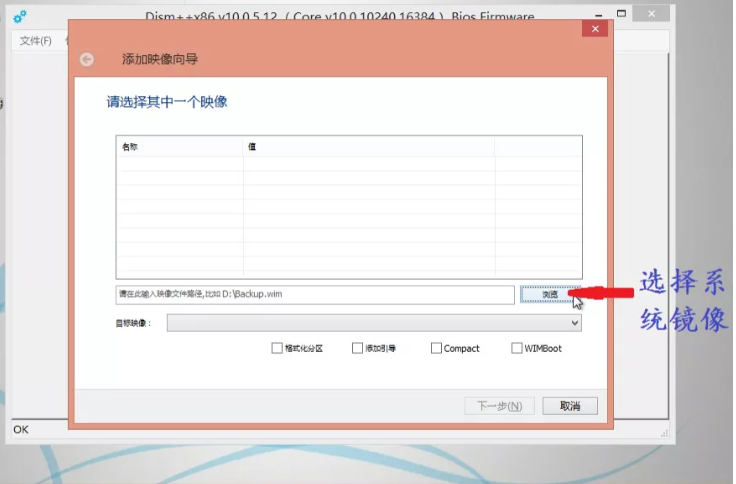 Dism++x86 v10.0.5.12 ( Core v10.0.10240.16384 ) Bios Firmware
文件(F)
添加映像向导
请选择其中一个映像
名称 值
请在此输入映像文件路径,比如 D:\Backup.wim 浏览
目标映像：
格式化分区 添加引导 Compact WIMBoot
下一步(N) 取消
OK
选择系
统镜像